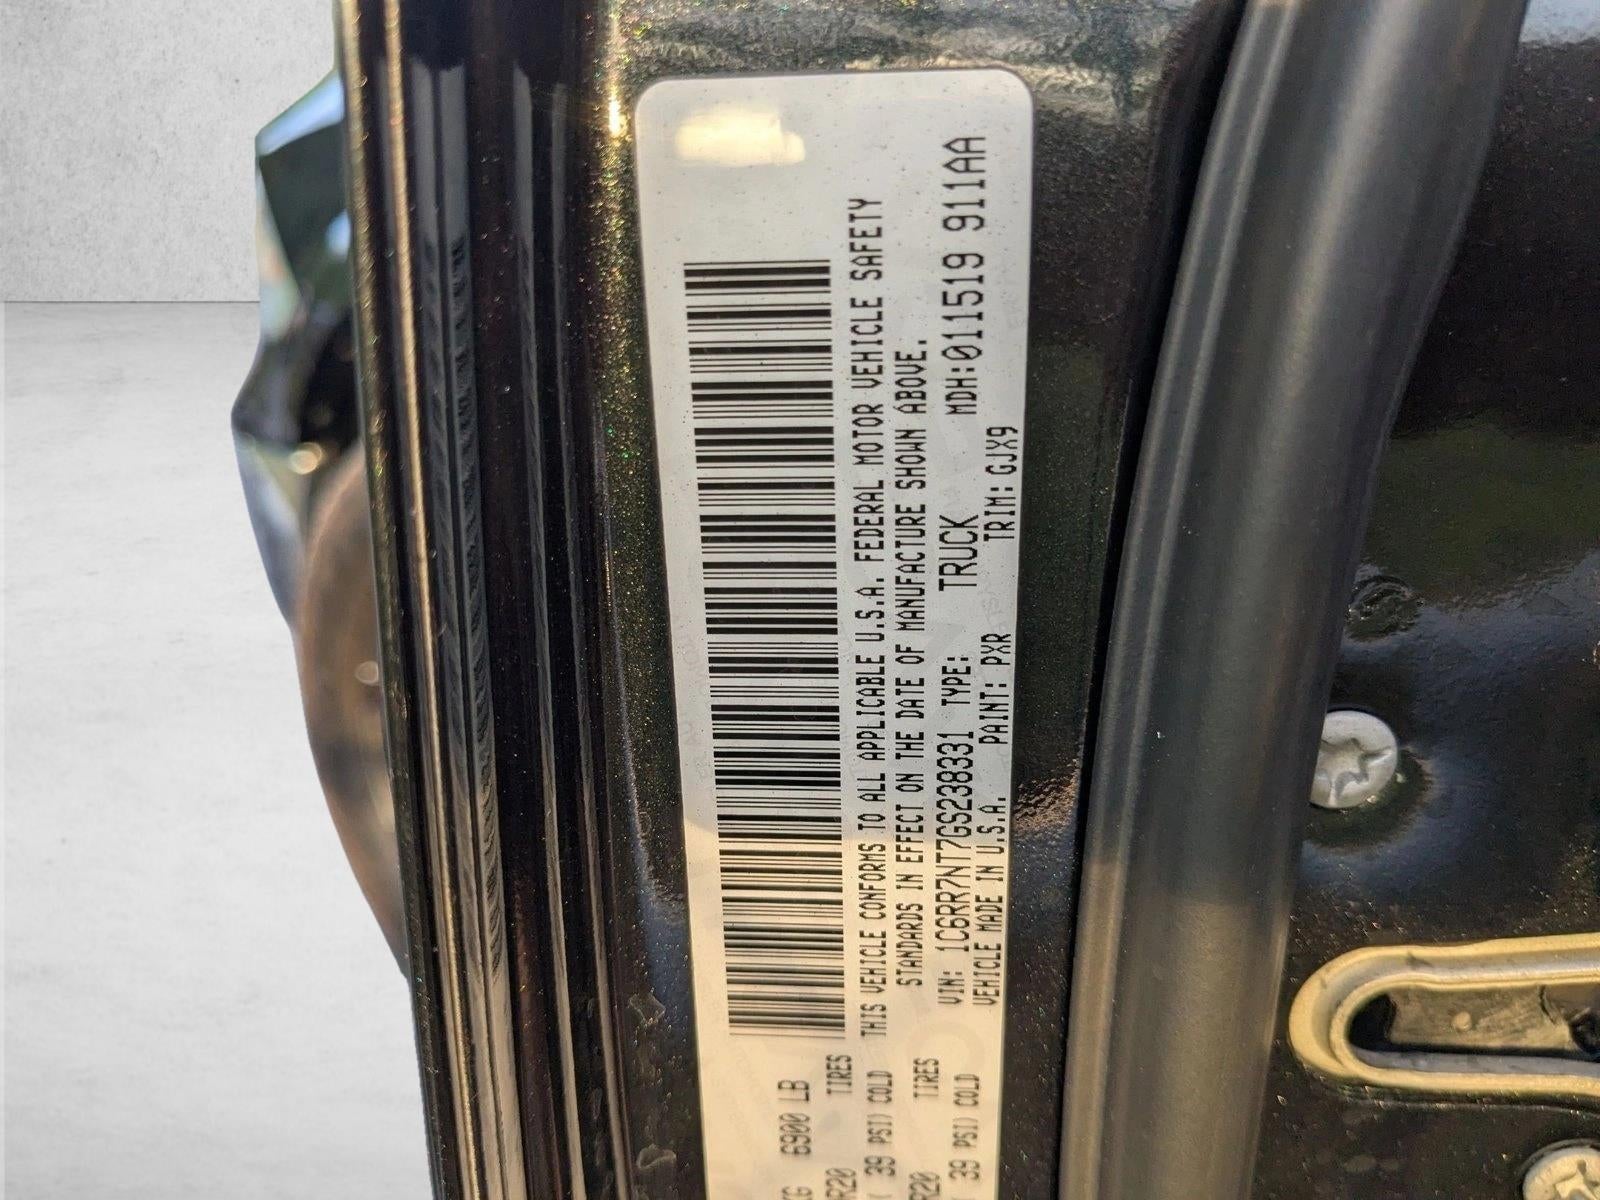 KG 6900 LB
R20 TIRES
( 39 PSI) COLD
R20 TIRES
39 PSI) COLD
THIS VEHICLE CONFORMS TO ALL APPLICABLE U.S.A. FEDERAL MOTOR VEHICLE SAFETY
STANDARDS IN EFFECT ON THE DATE OF MANUFACTURE SHOWN ABOVE.
VIN: 1C6RR7NT7GS238331 TYPE: TRUCK MDH:011519 911AA
VEHICLE MADE IN U.S.A. PAINT: PXR TRIM:GJX9